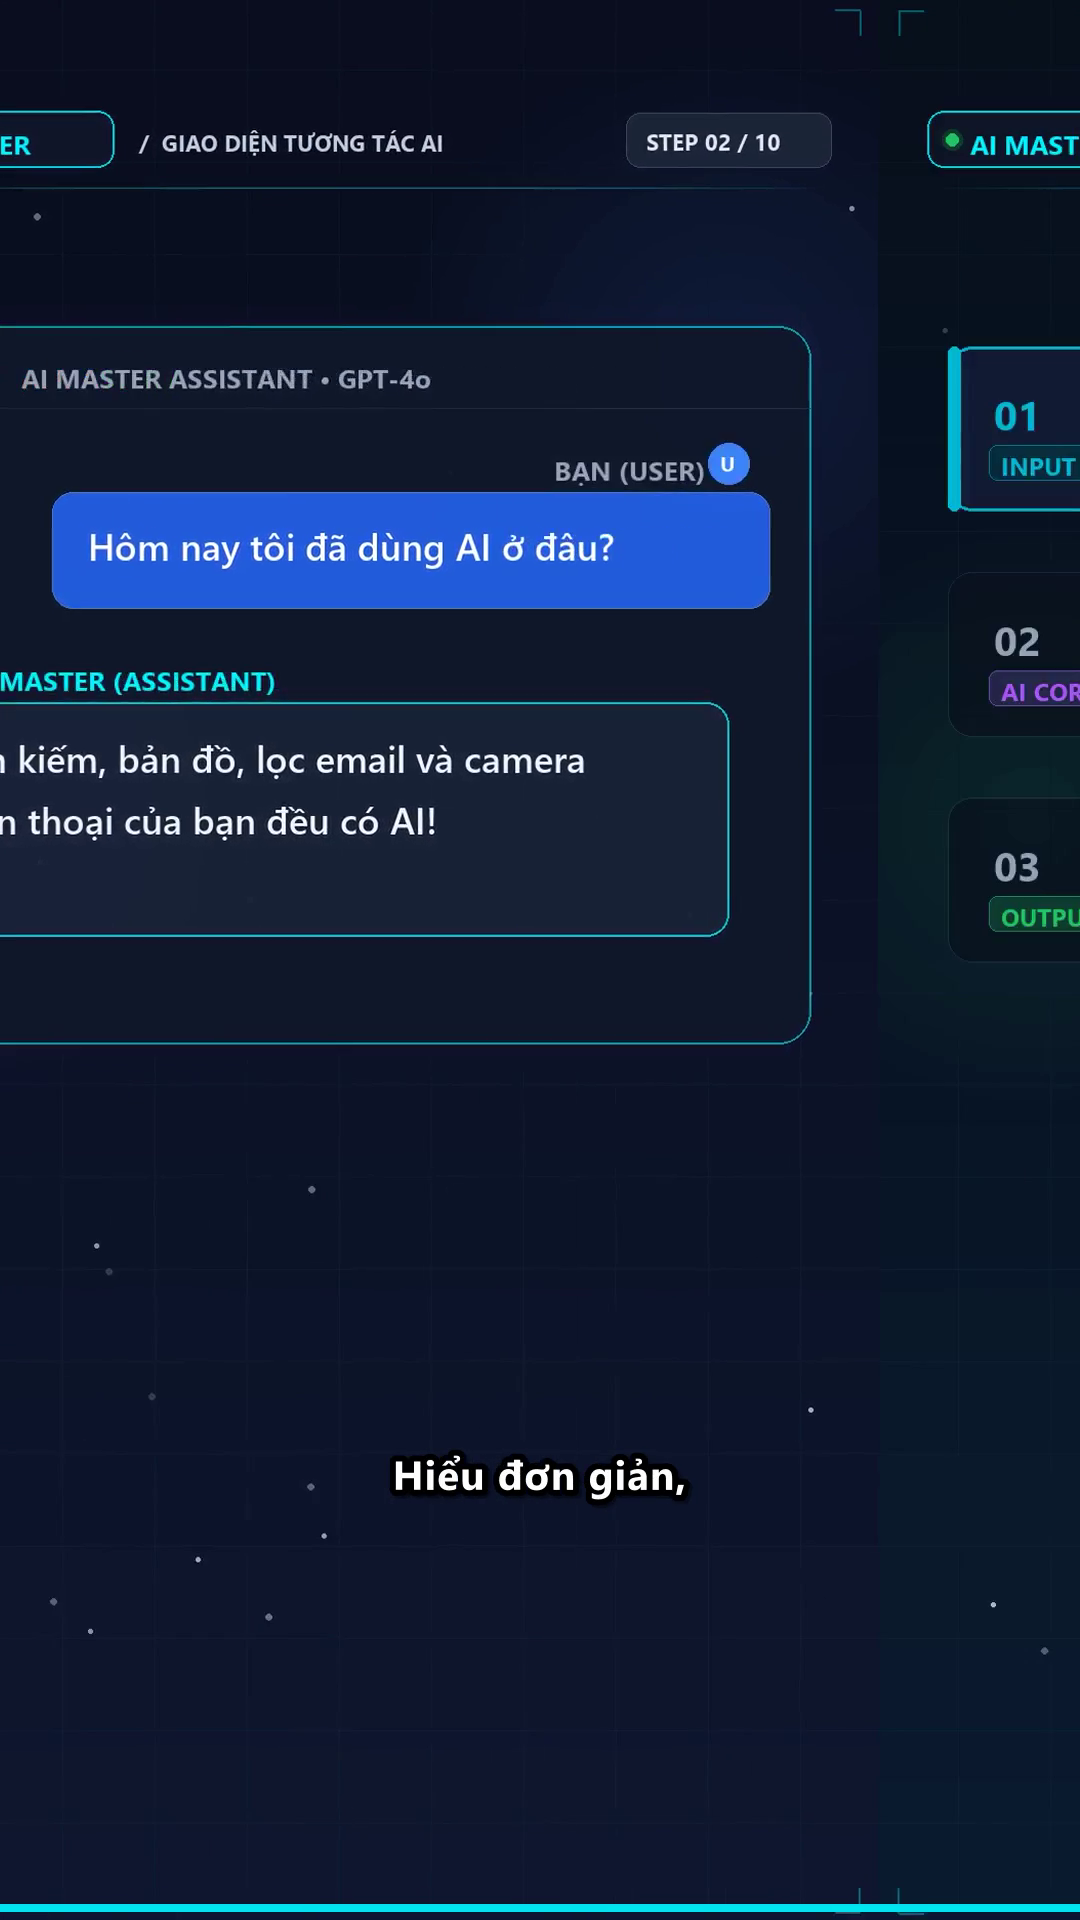 ER
/ GIAO DIỆN TƯƠNG TÁC AI
STEP 02 / 10
AI MASTER ASSISTANT • GPT-4o
BẠN (USER)
U
Hôm nay tôi đã dùng AI ở đâu?
MASTER (ASSISTANT)
kiếm, bản đồ, lọc email và camera
thoại của bạn đều có AI!
AI MAST
01
INPUT
02
AI COR
03
OUTPU
Hiểu đơn giản,